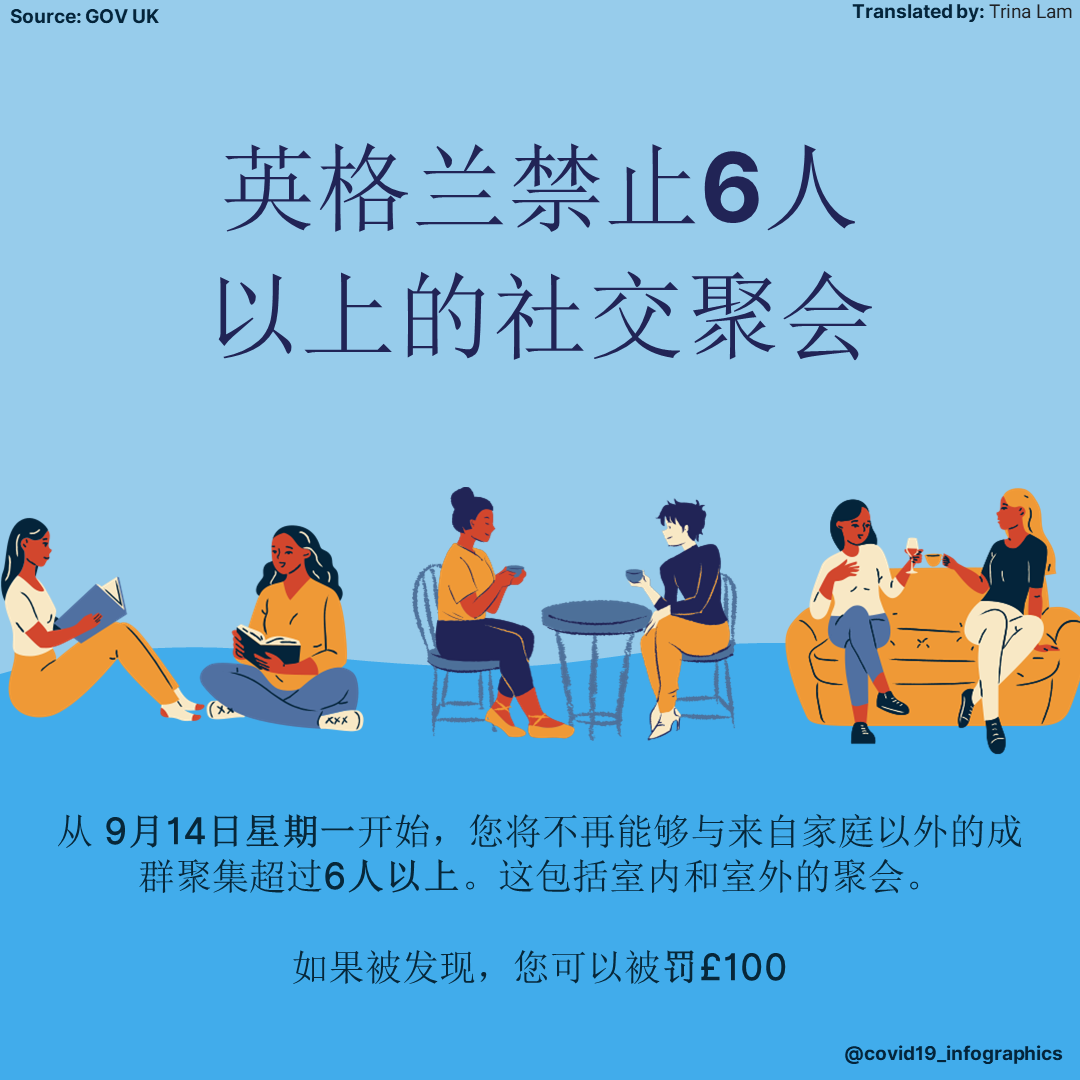 Source: GOV UK
Translated by: Trina Lam
英格兰禁止6人
以上的社交聚会
从 9月14日星期一开始，您将不再能够与来自家庭以外的成
群聚集超过6人以上。这包括室内和室外的聚会。
如果被发现，您可以被罚£100
@covid19_infographics